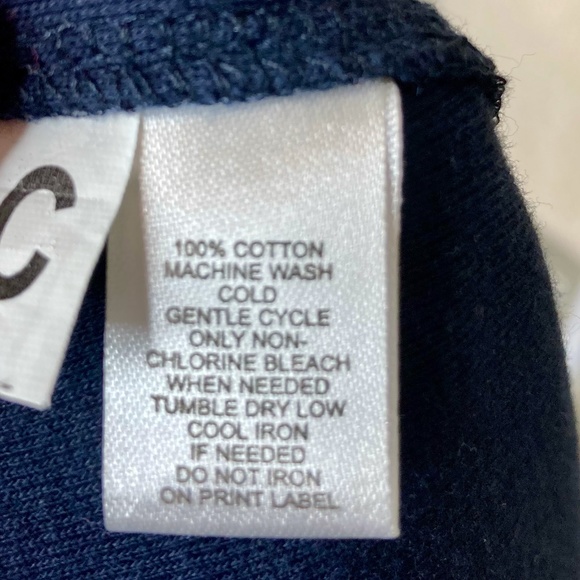 C
100% COTTON
MACHINE WASH
COLD
GENTLE CYCLE
ONLY NON-
CHLORINE BLEACH
WHEN NEEDED
TUMBLE DRY LOW
COOL IRON
IF NEEDED
DO NOT IRON
ON PRINT LABEL